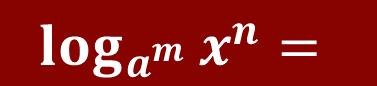 log_{a^m} x^n =